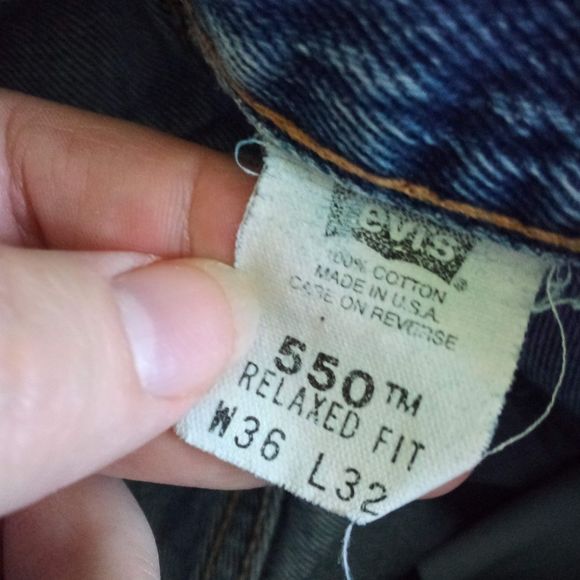 Levi's
100% COTTON
MADE IN U.S.A.
CARE ON REVERSE
550™
RELAXED FIT
W36 L32